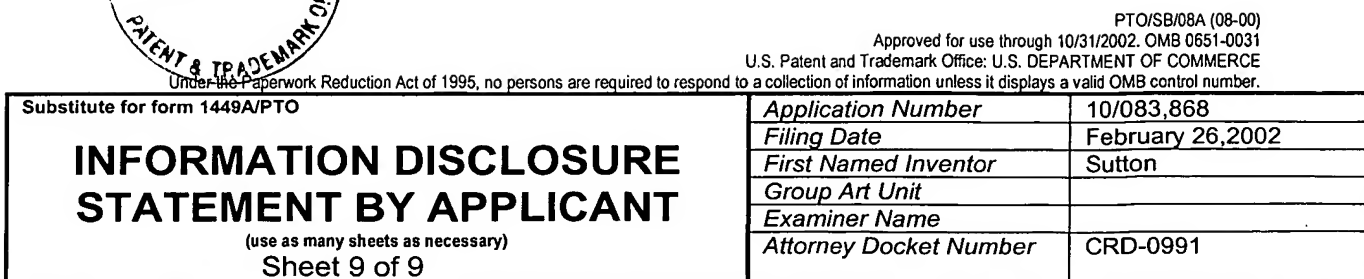 PATENT & TRADEMARK
PTO/SB/08A (08-00)
Approved for use through 10/31/2002. OMB 0651-0031
U.S. Patent and Trademark Office: U.S. DEPARTMENT OF COMMERCE
Under the Paperwork Reduction Act of 1995, no persons are required to respond to a collection of information unless it displays a valid OMB control number.
Substitute for form 1449A/PTO
INFORMATION DISCLOSURE
STATEMENT BY APPLICANT
(use as many sheets as necessary)
Sheet 9 of 9
Application Number 10/083,868
Filing Date February 26,2002
First Named Inventor Sutton
Group Art Unit
Examiner Name
Attorney Docket Number CRD-0991